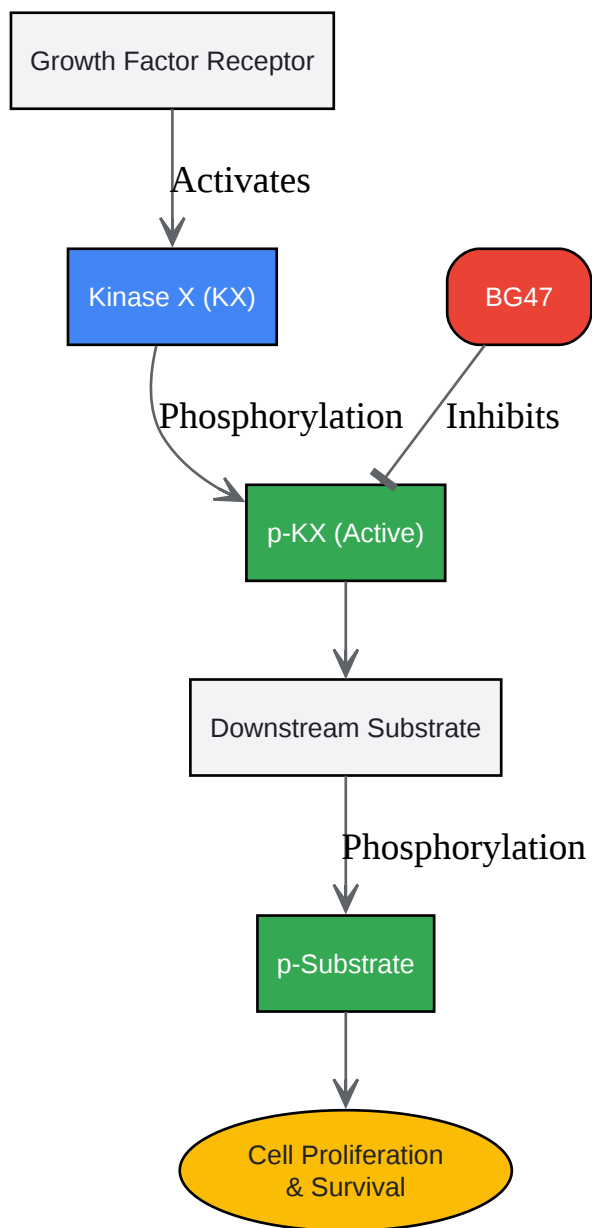 Growth Factor Receptor
Activates
Kinase X (KX)
BG47
Phosphorylation
Inhibits
p-KX (Active)
Downstream Substrate
Phosphorylation
p-Substrate
Cell Proliferation
& Survival